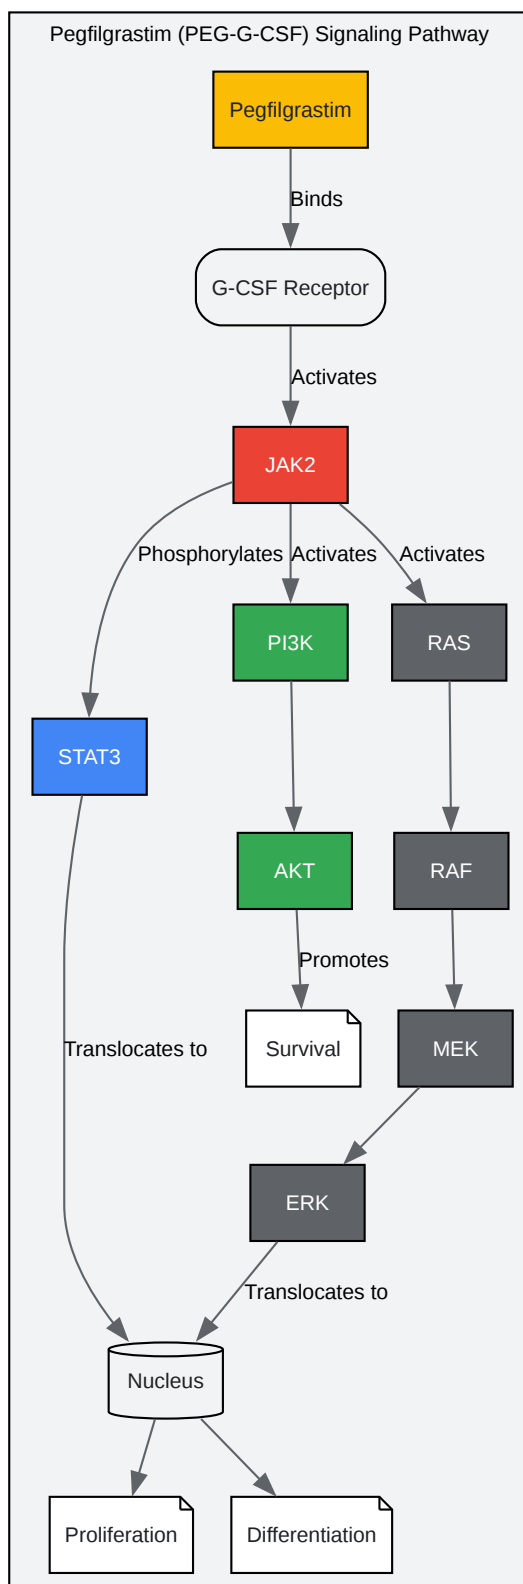 Pegfilgrastim (PEG-G-CSF) Signaling Pathway
Pegfilgrastim
Binds
G-CSF Receptor
Activates
JAK2
Phosphorylates
Activates
Activates
PI3K
RAS
STAT3
AKT
RAF
Promotes
Survival
MEK
Translocates to
ERK
Translocates to
Nucleus
Proliferation
Differentiation